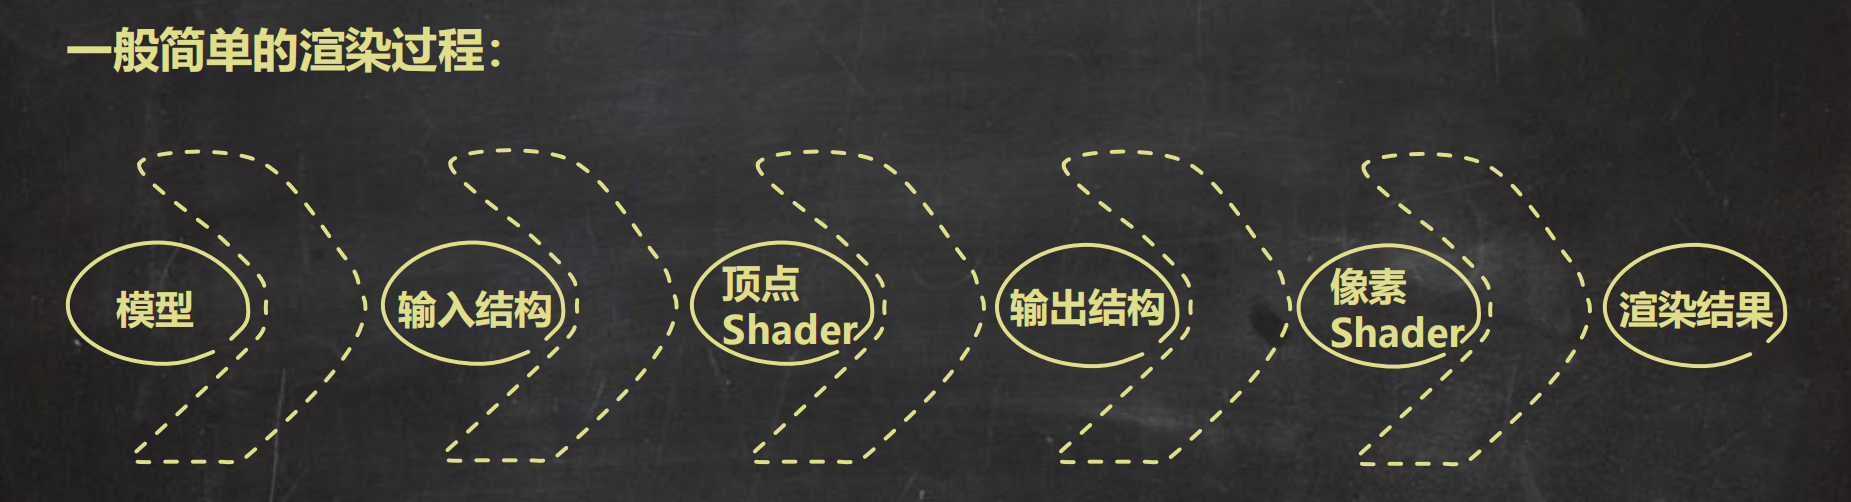 一般简单的渲染过程：
模型
输入结构
顶点
Shader
输出结构
像素
Shader
渲染结果